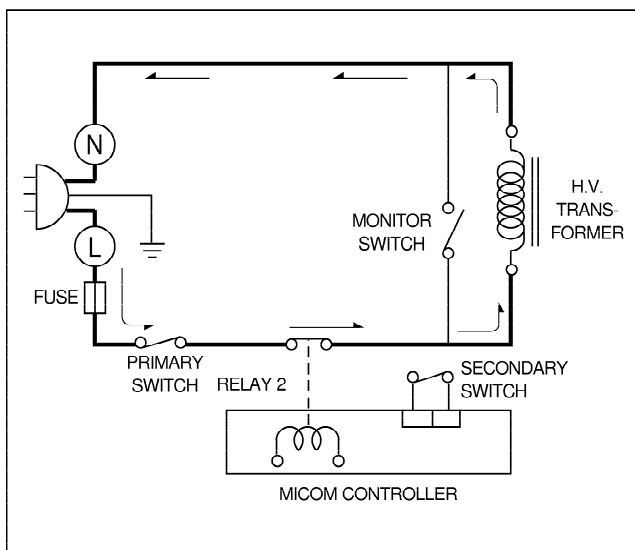 N
MONITOR
SWITCH
H.V.
TRANS-
FORMER
L
FUSE
PRIMARY
SWITCH
RELAY 2
SECONDARY
SWITCH
MICOM CONTROLLER